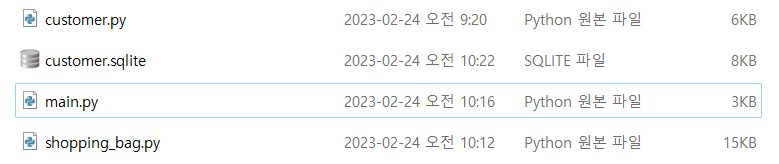 customer.py 2023-02-24 오전 9:20 Python 원본 파일 6KB
customer.sqlite 2023-02-24 오전 10:22 SQLITE 파일 8KB
main.py 2023-02-24 오전 10:16 Python 원본 파일 3KB
shopping_bag.py 2023-02-24 오전 10:12 Python 원본 파일 15KB